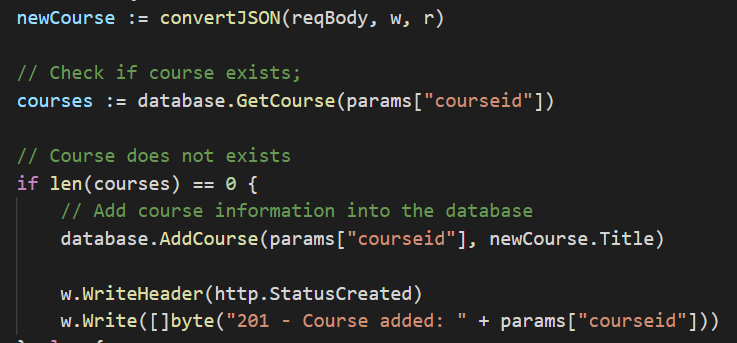 newCourse := convertJSON(reqBody, w, r)
// Check if course exists;
courses := database.GetCourse(params["courseid"])
// Course does not exists
if len(courses) == 0 {
// Add course information into the database
database.AddCourse(params["courseid"], newCourse.Title)
w.WriteHeader(http.StatusCreated)
w.Write([]byte("201 - Course added: " + params["courseid"]))